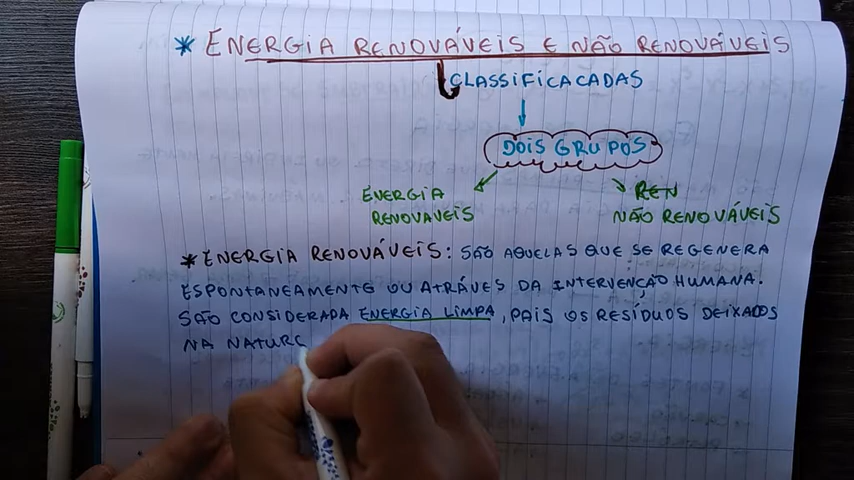 * ENERGIA RENOVÁVEIS E NÃO RENOVÁVEIS
CLASSIFICACADAS
DOIS GRUPOS
ENERGIA
RENOVAVEIS
REN
NÃO RENOVÁVEIS
* ENERGIA RENOVÁVEIS: SÃO AQUELAS QUE SE REGENERA
ESPONTANEAMENTE OU ATRÁVES DA INTERVENÇÃO HUMANA.
SÃO CONSIDERADA ENERGIA LIMPA, PAIS OS RESÍDUOS DEIXADOS
NA NATURE